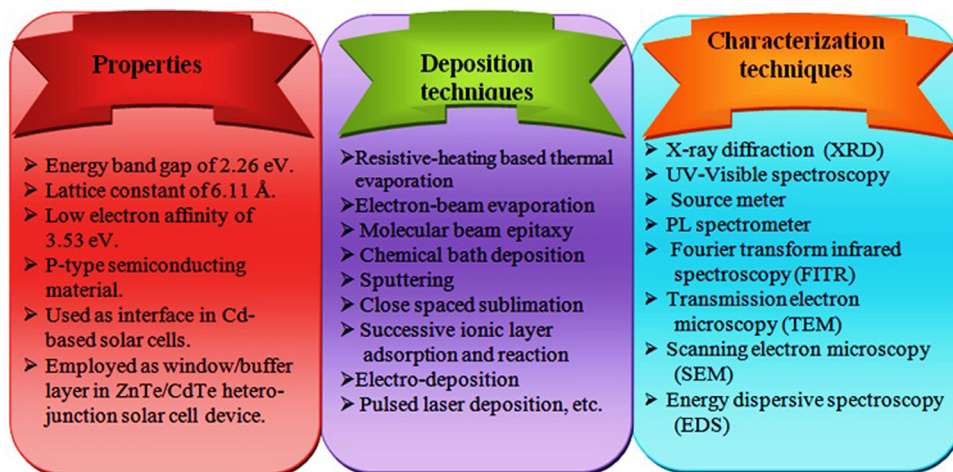 Properties
➢ Energy band gap of 2.26 eV.
➢ Lattice constant of 6.11 Å.
➢ Low electron affinity of
3.53 eV.
➢ P-type semiconducting
material.
➢ Used as interface in Cd-
based solar cells.
➢ Employed as window/buffer
layer in ZnTe/CdTe hetero-
junction solar cell device.
Deposition
techniques
➢Resistive-heating based thermal
evaporation
➢Electron-beam evaporation
➢ Molecular beam epitaxy
➢ Chemical bath deposition
➢ Sputtering
➢ Close spaced sublimation
➢ Successive ionic layer
adsorption and reaction
➢Electro-deposition
➢ Pulsed laser deposition, etc.
Characterization
techniques
➢ X-ray diffraction (XRD)
➢ UV-Visible spectroscopy
➢ Source meter
➢ PL spectrometer
➢ Fourier transform infrared
spectroscopy (FITR)
➢ Transmission electron
microscopy (TEM)
➢ Scanning electron microscopy
(SEM)
➢ Energy dispersive spectroscopy
(EDS)